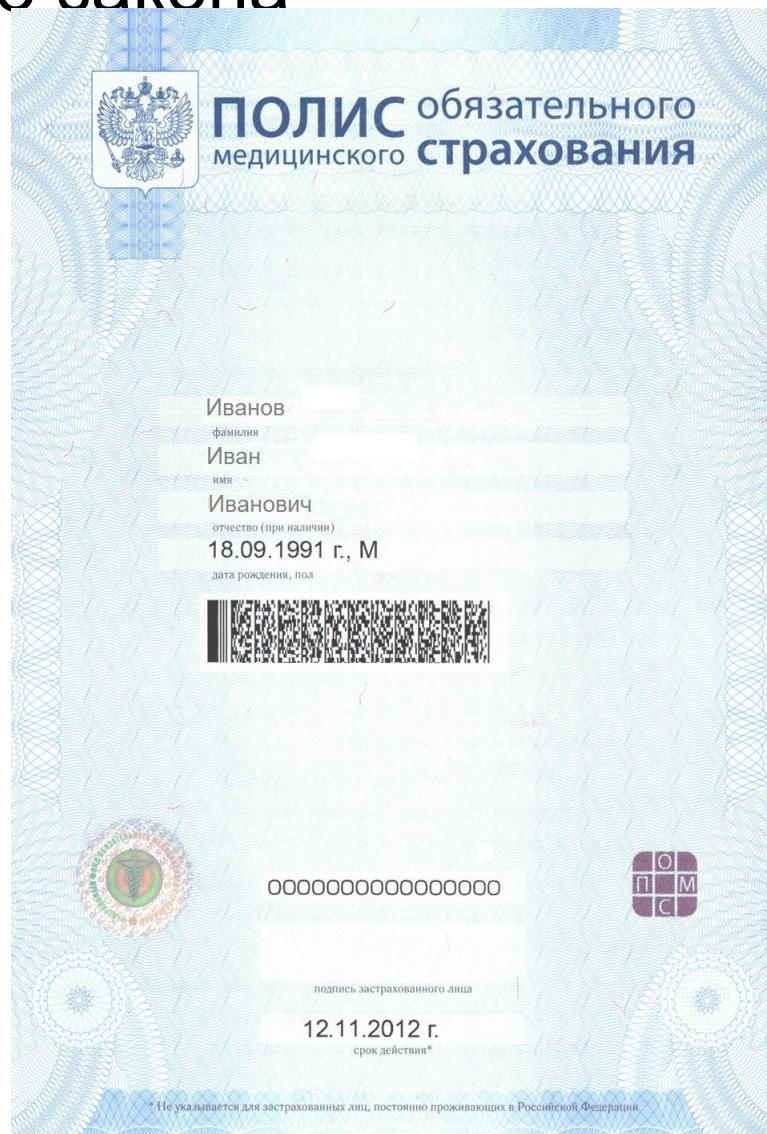 о закона
ПОЛИС обязательного
медицинского страхования
Иванов
фамилия
Иван
имя
Иванович
отчество (при наличии)
18.09.1991 г., М
дата рождения, пол
0000000000000000
О
П М
С
подпись застрахованного лица
12.11.2012 г.
срок действия*
* Не указывается для застрахованных лиц, постоянно проживающих в Российской Федерации